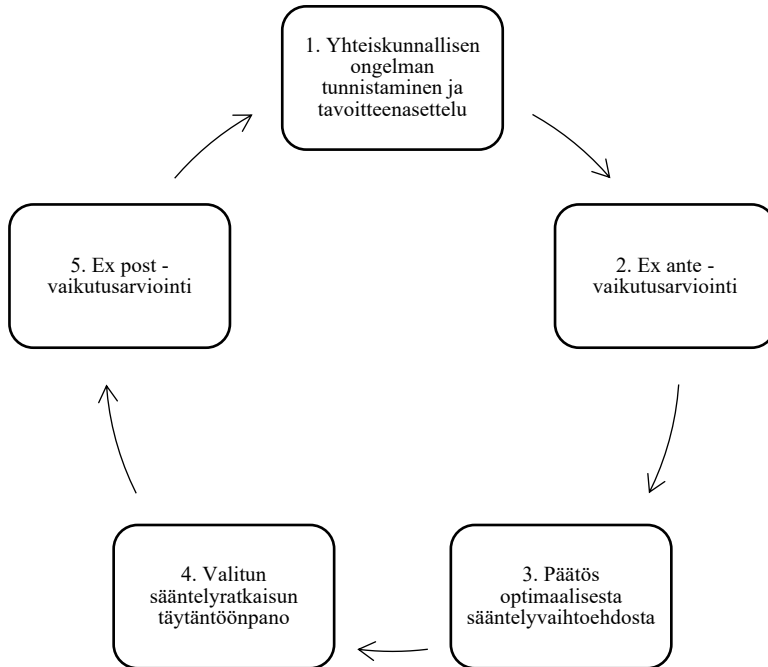 1. Yhteiskunnallisen
ongelman
tunnistaminen ja
tavoitteenasettelu
2. Ex ante -
vaikutusarviointi
3. Päätös
optimaalisesta
sääntelyvaihtoehdosta
4. Valitun
sääntelyratkaisun
täytäntöönpano
5. Ex post -
vaikutusarviointi